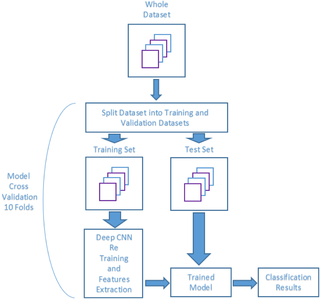 Whole
Dataset
Split Dataset into Training and
Validation Datasets
Training Set
Test Set
Model
Cross
Validation
10 Folds
Deep CNN
Re
Training
and
Features
Extraction
Trained
Model
Classification
Results